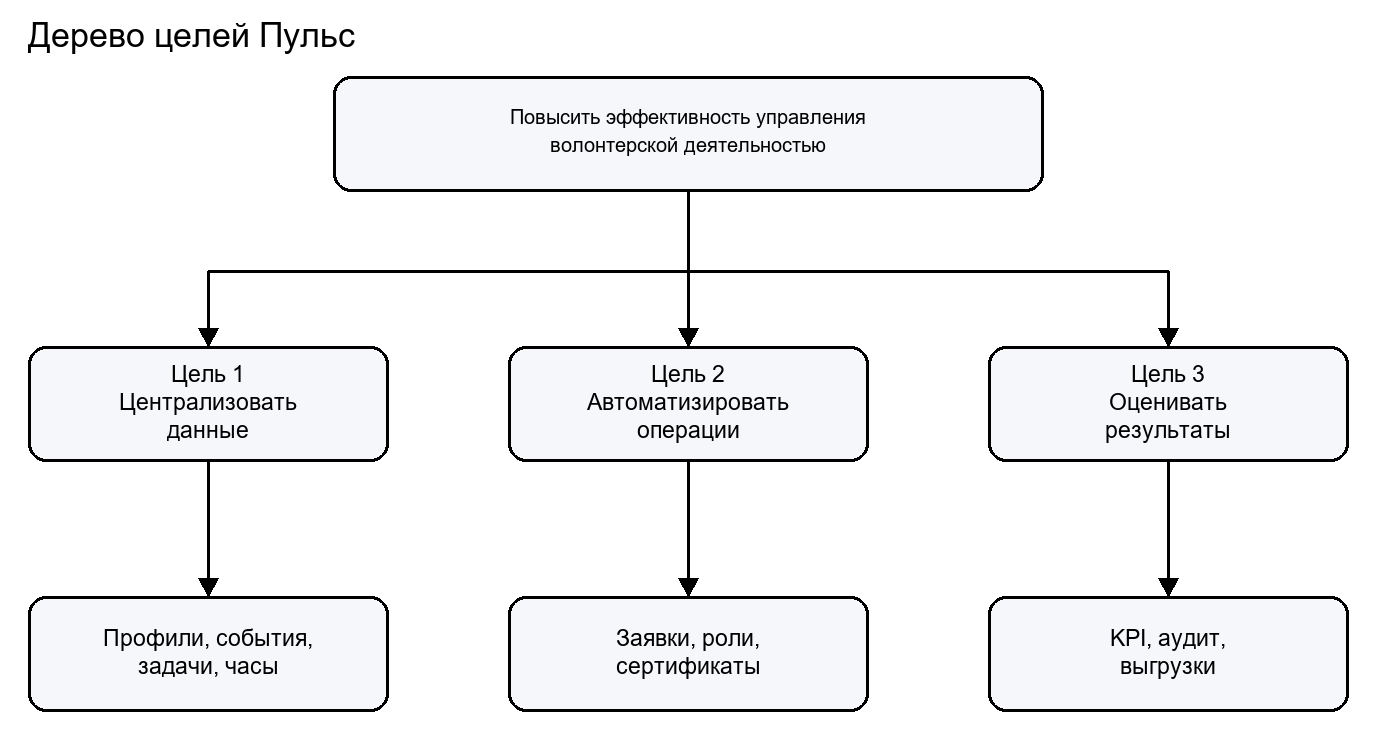 Дерево целей Пульс
Повысить эффективность управления
волонтерской деятельностью
Цель 1
Централизовать
данные
Цель 2
Автоматизировать
операции
Цель 3
Оценивать
результаты
Профили, события,
задачи, часы
Заявки, роли,
сертификаты
KPI, аудит,
выгрузки